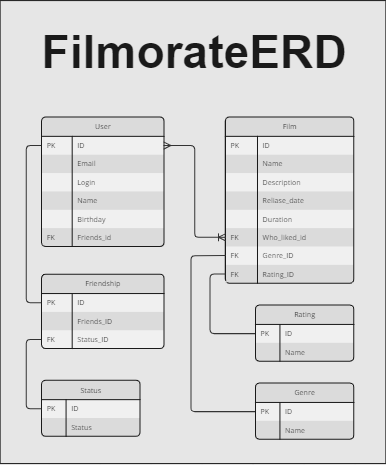 FilmorateERD
User
PK ID
Email
Login
Name
Birthday
FK Friends_id
Film
PK ID
Name
Description
Reliase_date
Duration
FK Who_liked_id
FK Genre_ID
FK Rating_ID
Friendship
PK ID
Friends_ID
FK Status_ID
Rating
PK ID
Name
Status
PK ID
Status
Genre
PK ID
Name